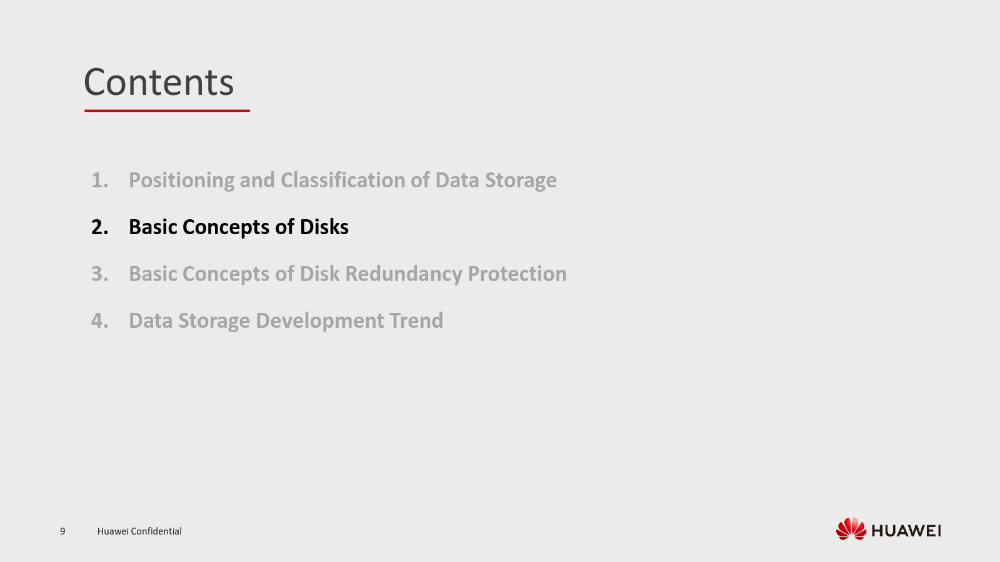 Contents
1. Positioning and Classification of Data Storage
2. Basic Concepts of Disks
3. Basic Concepts of Disk Redundancy Protection
4. Data Storage Development Trend
9 Huawei Confidential
HUAWEI